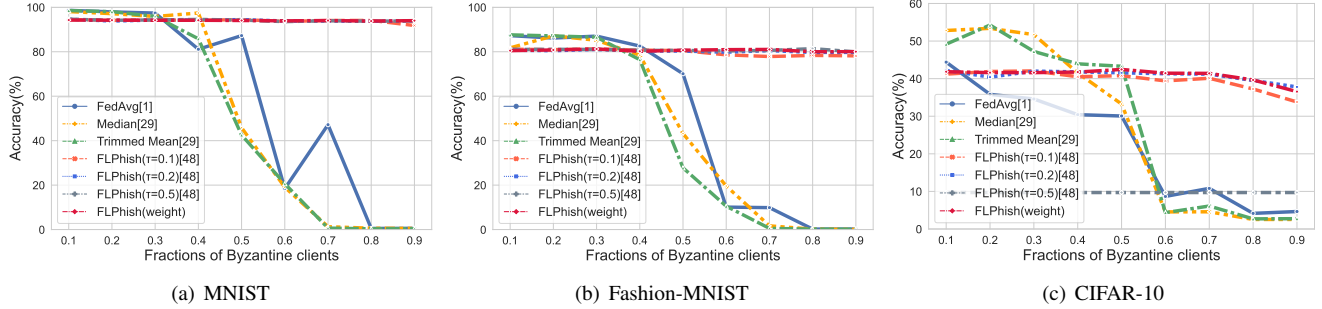 100
80
60
40
20
0
Accuracy(%)
FedAvg[1]
Median[29]
Trimmed Mean[29]
FLPhish(τ=0.1)[48]
FLPhish(τ=0.2)[48]
FLPhish(τ=0.5)[48]
FLPhish(weight)
0.1 0.2 0.3 0.4 0.5 0.6 0.7 0.8 0.9
Fractions of Byzantine clients
(a) MNIST
100
80
60
40
20
0
Accuracy(%)
FedAvg[1]
Median[29]
Trimmed Mean[29]
FLPhish(τ=0.1)[48]
FLPhish(τ=0.2)[48]
FLPhish(τ=0.5)[48]
FLPhish(weight)
0.1 0.2 0.3 0.4 0.5 0.6 0.7 0.8 0.9
Fractions of Byzantine clients
(b) Fashion-MNIST
60
50
40
30
20
10
0
Accuracy(%)
FedAvg[1]
Median[29]
Trimmed Mean[29]
FLPhish(τ=0.1)[48]
FLPhish(τ=0.2)[48]
FLPhish(τ=0.5)[48]
FLPhish(weight)
0.1 0.2 0.3 0.4 0.5 0.6 0.7 0.8 0.9
Fractions of Byzantine clients
(c) CIFAR-10